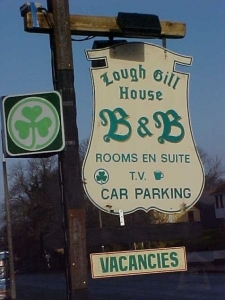 Lough Gill
House
B & B
ROOMS EN SUITE
T.V.
CAR PARKING
VACANCIES